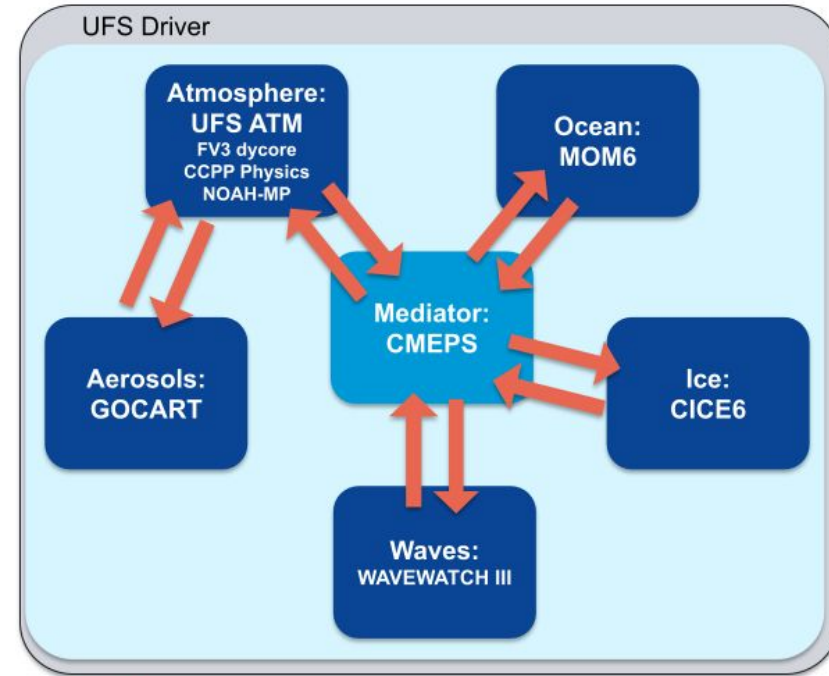 UFS Driver
Atmosphere:
UFS ATM
FV3 dycore
CCPP Physics
NOAH-MP
Ocean:
MOM6
Mediator:
CMEPS
Aerosols:
GOCART
Ice:
CICE6
Waves:
WAVEWATCH III